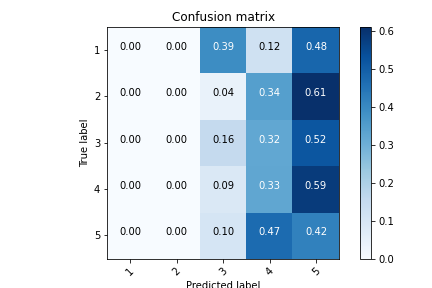 Confusion matrix
1 0.00 0.00 0.39 0.12 0.48
2 0.00 0.00 0.04 0.34 0.61
3 0.00 0.00 0.16 0.32 0.52
4 0.00 0.00 0.09 0.33 0.59
5 0.00 0.00 0.10 0.47 0.42
1 2 3 4 5
True label
Predicted label
0.6
0.5
0.4
0.3
0.2
0.1
0.0